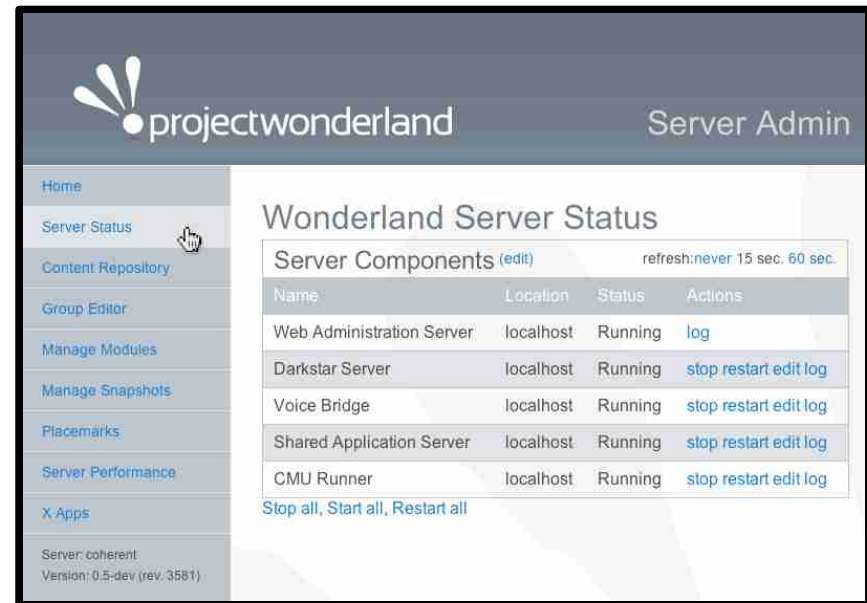 projectwonderland
Server Admin
Home
Server Status
Content Repository
Group Editor
Manage Modules
Manage Snapshots
Placemarks
Server Performance
X Apps
Server: coherent
Version: 0.5-dev (rev. 3581)
Wonderland Server Status
Server Components (edit) refresh:never 15 sec. 60 sec.
Name Location Status Actions
Web Administration Server localhost Running log
Darkstar Server localhost Running stop restart edit log
Voice Bridge localhost Running stop restart edit log
Shared Application Server localhost Running stop restart edit log
CMU Runner localhost Running stop restart edit log
Stop all, Start all, Restart all